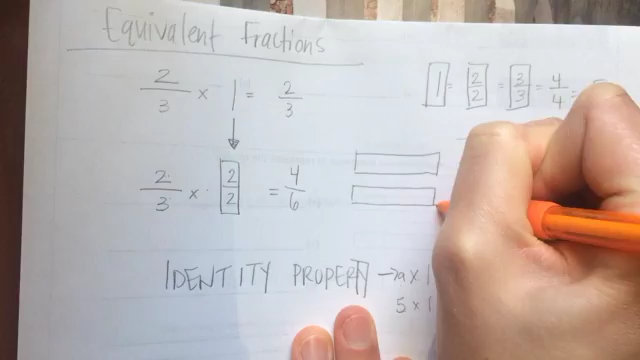 Equivalent Fractions
2/3 × 1 = 2/3
1 = 2/2 = 3/3 = 4/4 =
2/3 × 2/2 = 4/6
IDENTITY PROPERTY → a × 1
5 × 1